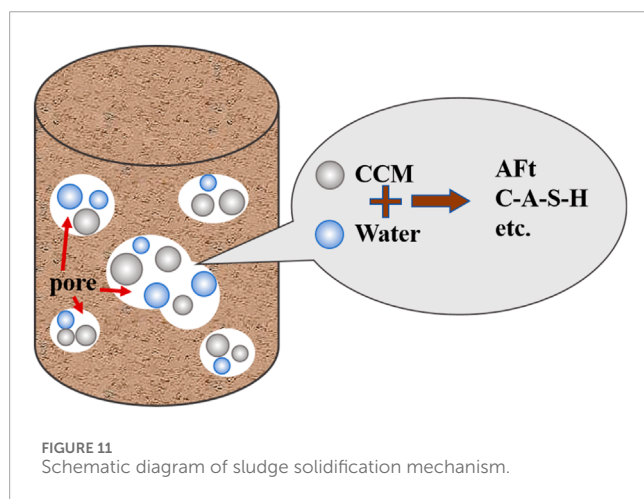 pore
CCM
+
Water
AFt
C-A-S-H
etc.
FIGURE 11
Schematic diagram of sludge solidification mechanism.